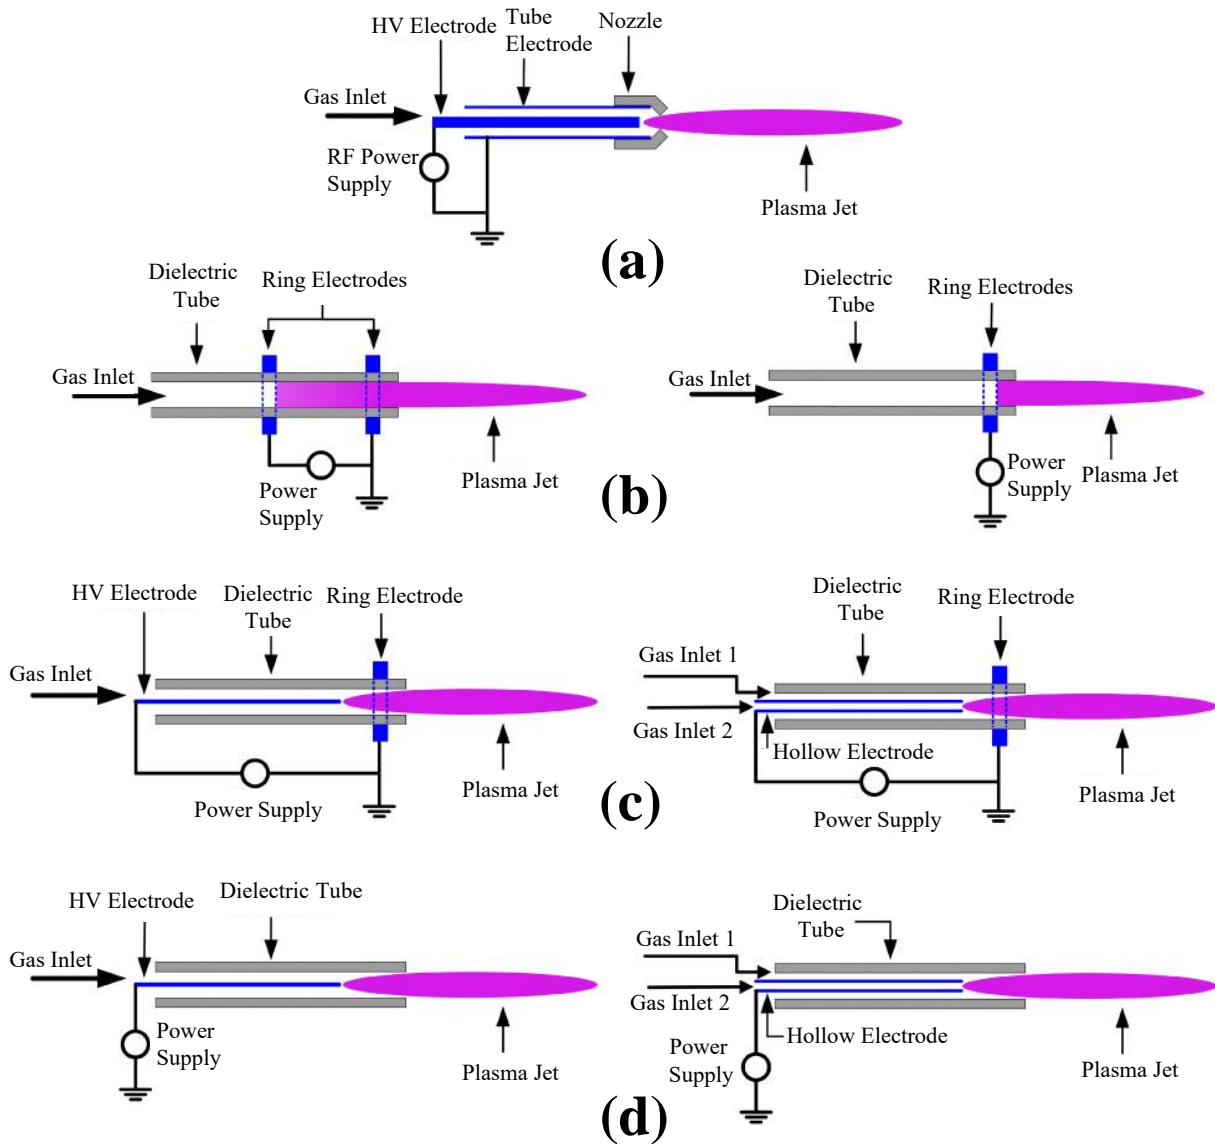 HV Electrode
Tube
Electrode
Nozzle
Gas Inlet
RF Power
Supply
Plasma Jet
(a)
Dielectric
Tube
Ring Electrodes
Gas Inlet
Power
Supply
Plasma Jet
Dielectric
Tube
Ring Electrodes
Gas Inlet
Power
Supply
Plasma Jet
(b)
HV Electrode
Dielectric
Tube
Ring Electrode
Gas Inlet
Power Supply
Plasma Jet
Dielectric
Tube
Ring Electrode
Gas Inlet 1
Gas Inlet 2
Hollow Electrode
Power Supply
Plasma Jet
(c)
HV Electrode
Dielectric Tube
Gas Inlet
Power
Supply
Plasma Jet
Dielectric
Tube
Gas Inlet 1
Gas Inlet 2
Hollow Electrode
Power
Supply
Plasma Jet
(d)